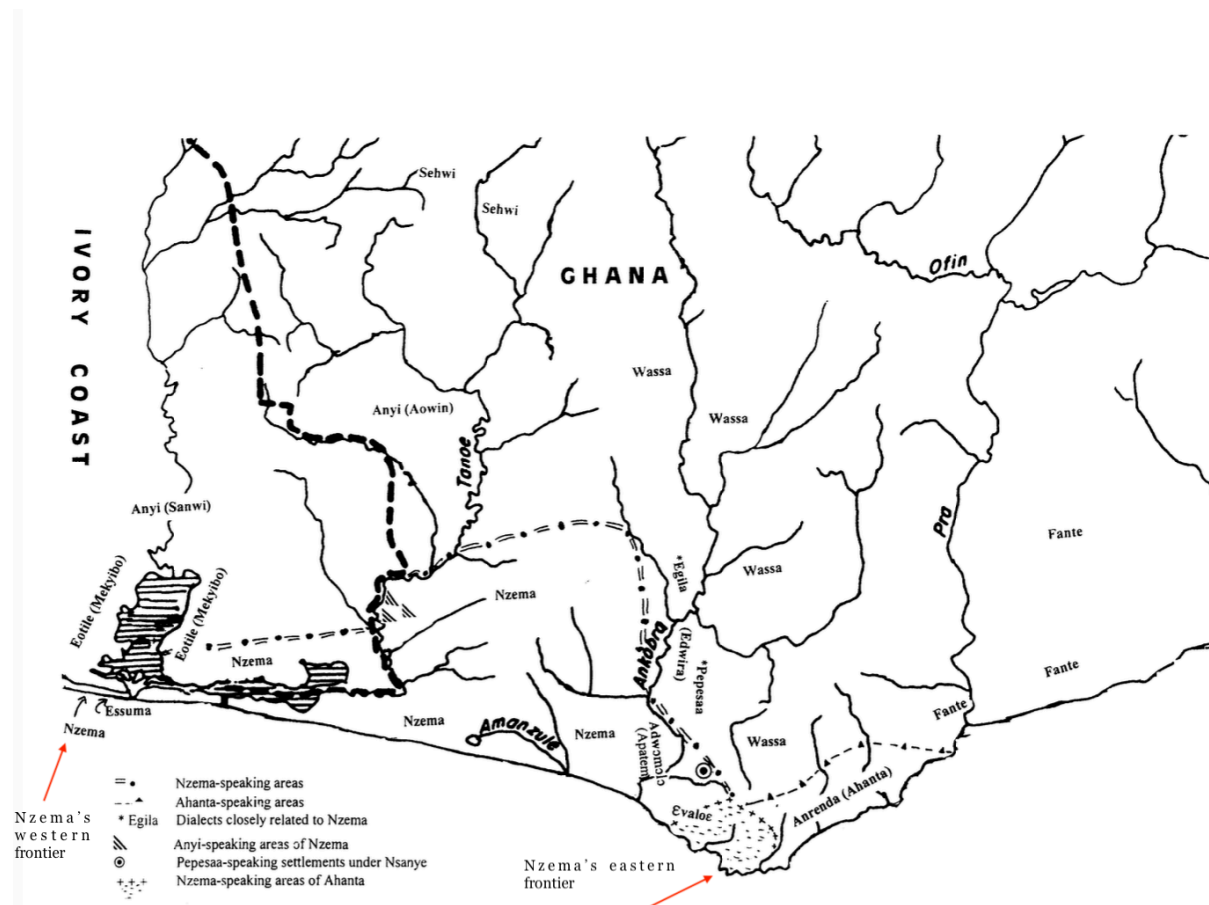 Sehwi
Sehwi
IVORY COAST
GHANA
Ofin
Wassa
Wassa
Anyi (Aowin)
Tanoe
Anyi (Sanwi)
Pra
Fante
Eotile (Mekyibo)
Eotile (Mekyibo)
*Egila
Wassa
Nzema
Ankobra
(Edwira)
*Pepesaa
Nzema
Fante
Essuma
Nzema
Nzema
Amanzule
Nzema
(Apatem)
Wassa
Fante
Ɛvaloɛ
Anrenda (Ahanta)
Nzema's
western
frontier
Nzema-speaking areas
Ahanta-speaking areas
* Egila Dialects closely related to Nzema
Anyi-speaking areas of Nzema
Pepesaa-speaking settlements under Nsanye
Nzema-speaking areas of Ahanta
Nzema's eastern
frontier